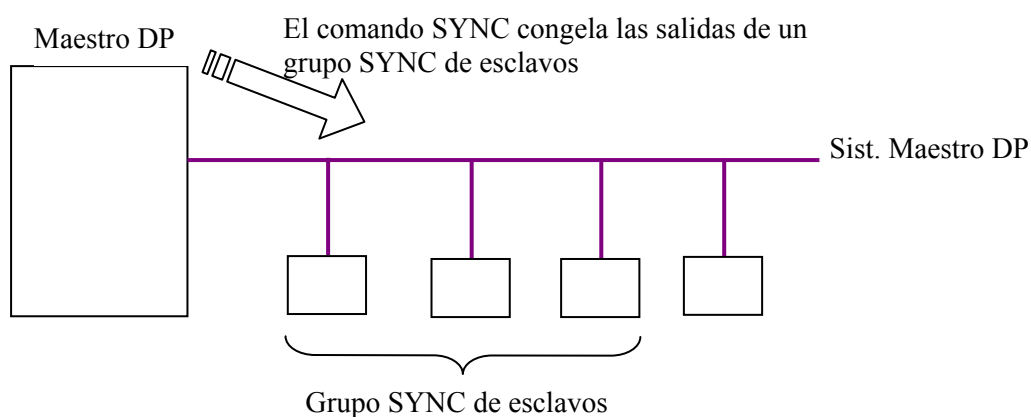 Maestro DP
El comando SYNC congela las salidas de un
grupo SYNC de esclavos
Sist. Maestro DP
Grupo SYNC de esclavos